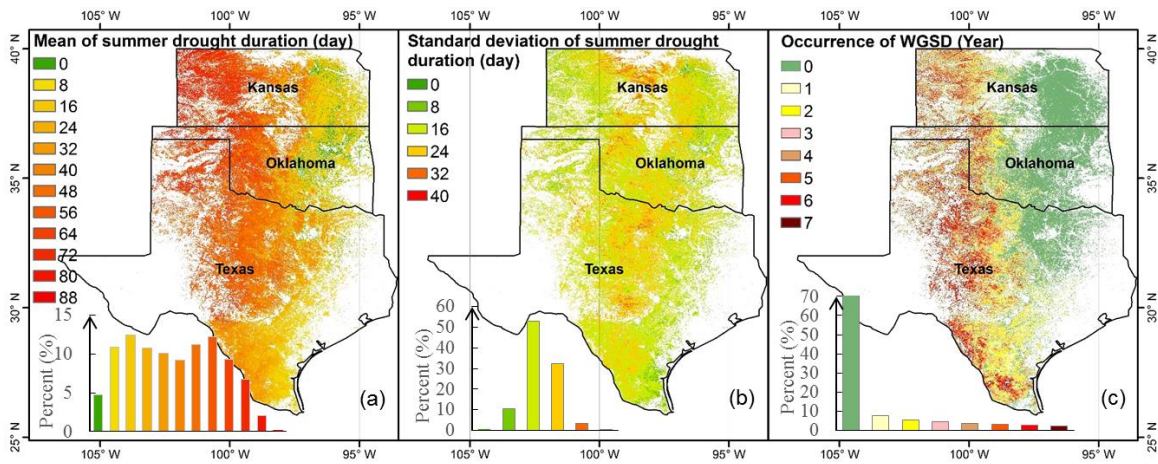 105°W 100°W 95°W 105°W 100°W 95°W 105°W 100°W 95°W
40° N
35° N
30° N
25° N
Mean of summer drought duration (day)
0
8
16
24
32
40
48
56
64
72
80
88
Kansas
Oklahoma
Texas
15
10
5
0
Percent (%)
(a)
Standard deviation of summer drought
duration (day)
0
8
16
24
32
40
Kansas
Oklahoma
Texas
60
50
40
30
20
10
0
Percent (%)
(b)
Occurrence of WGSD (Year)
0
1
2
3
4
5
6
7
Kansas
Oklahoma
Texas
70
60
50
40
30
20
10
0
Percent (%)
(c)
40° N
35° N
30° N
25° N
105°W 100°W 95°W 105°W 100°W 95°W 105°W 100°W 95°W